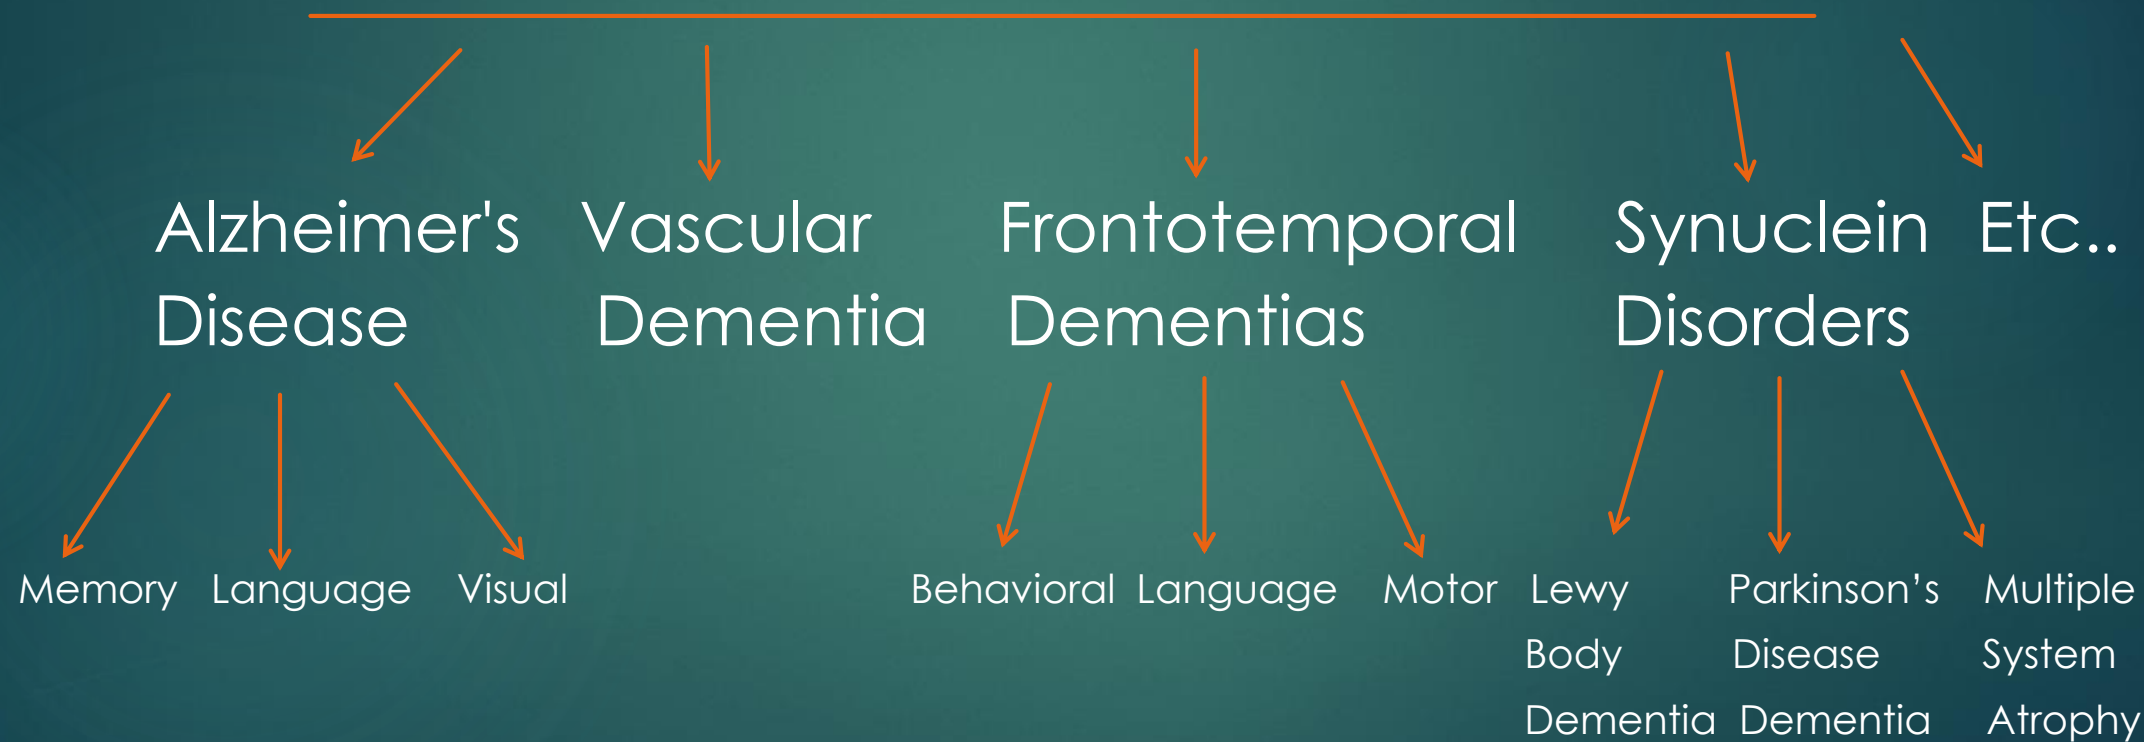 Alzheimer's Vascular Frontotemporal Synuclein Etc..
Disease Dementia Dementias Disorders
Memory Language Visual Behavioral Language Motor Lewy Parkinson’s Multiple
Body Disease System
Dementia Dementia Atrophy